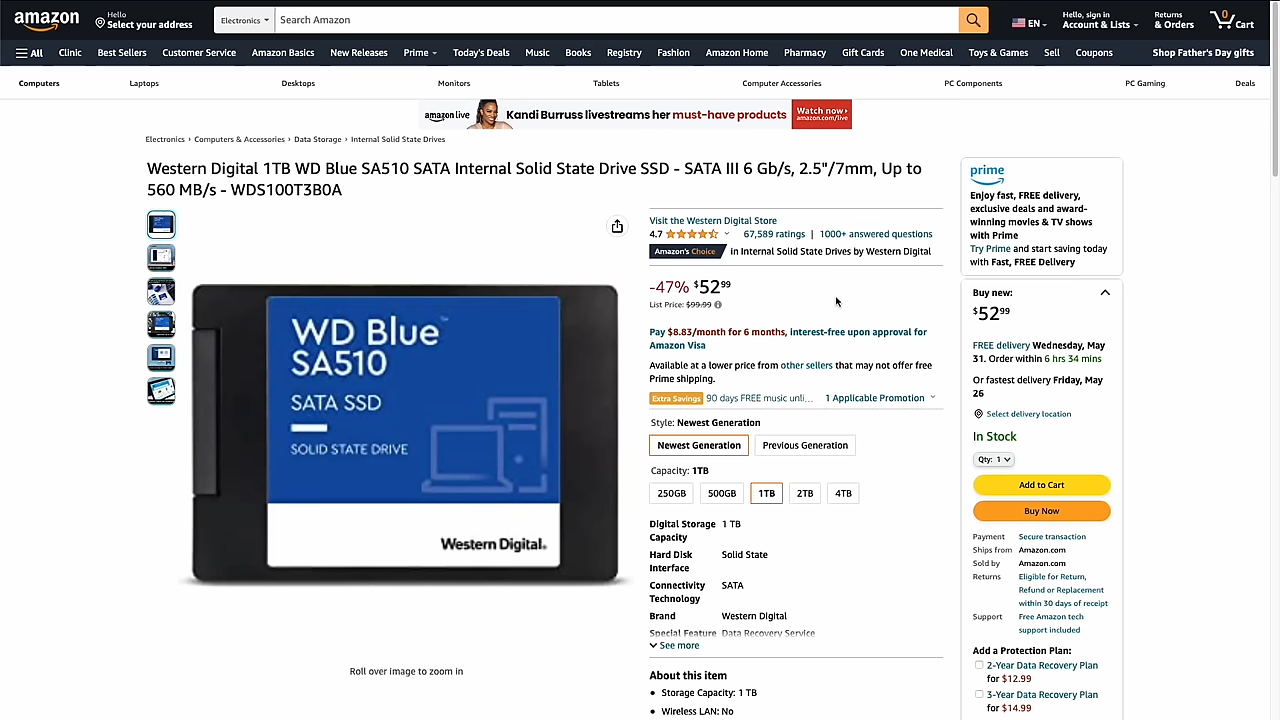 amazon
Hello
Select your address
Electronics
Search Amazon
EN
Hello, sign in
Account & Lists
Returns
& Orders
0
Cart
All
Clinic
Best Sellers
Customer Service
Amazon Basics
New Releases
Prime
Today's Deals
Music
Books
Registry
Fashion
Amazon Home
Pharmacy
Gift Cards
One Medical
Toys & Games
Sell
Coupons
Shop Father's Day gifts
Computers
Laptops
Desktops
Monitors
Tablets
Computer Accessories
PC Components
PC Gaming
Deals
amazon live
Kandi Burruss livestreams her must-have products
Watch now
amazon.com/live
Electronics › Computers & Accessories › Data Storage › Internal Solid State Drives
Western Digital 1TB WD Blue SA510 SATA Internal Solid State Drive SSD - SATA III 6 Gb/s, 2.5"/7mm, Up to
560 MB/s - WDS100T3B0A
WD Blue™
SA510
SATA SSD
SOLID STATE DRIVE
Western Digital.
Roll over image to zoom in
Visit the Western Digital Store
4.7
67,589 ratings | 1000+ answered questions
Amazon's Choice in Internal Solid State Drives by Western Digital
-47% $52⁹⁹
List Price: $99.99
Pay $8.83/month for 6 months, interest-free upon approval for
Amazon Visa
Available at a lower price from other sellers that may not offer free
Prime shipping.
Extra Savings 90 days FREE music unli... 1 Applicable Promotion
Style: Newest Generation
Newest Generation
Previous Generation
Capacity: 1TB
250GB
500GB
1TB
2TB
4TB
Digital Storage 1 TB
Capacity
Hard Disk Solid State
Interface
Connectivity SATA
Technology
Brand Western Digital
Special Feature Data Recovery Service
See more
About this item
• Storage Capacity: 1 TB
• Wireless LAN: No
prime
Enjoy fast, FREE delivery,
exclusive deals and award-
winning movies & TV shows
with Prime
Try Prime and start saving today
with Fast, FREE Delivery
Buy new:
$52⁹⁹
FREE delivery Wednesday, May
31. Order within 6 hrs 34 mins
Or fastest delivery Friday, May
26
Select delivery location
In Stock
Qty: 1
Add to Cart
Buy Now
Payment Secure transaction
Ships from Amazon.com
Sold by Amazon.com
Returns Eligible for Return,
Refund or Replacement
within 30 days of receipt
Support Free Amazon tech
support included
Add a Protection Plan:
2-Year Data Recovery Plan
for $12.99
3-Year Data Recovery Plan
for $14.99